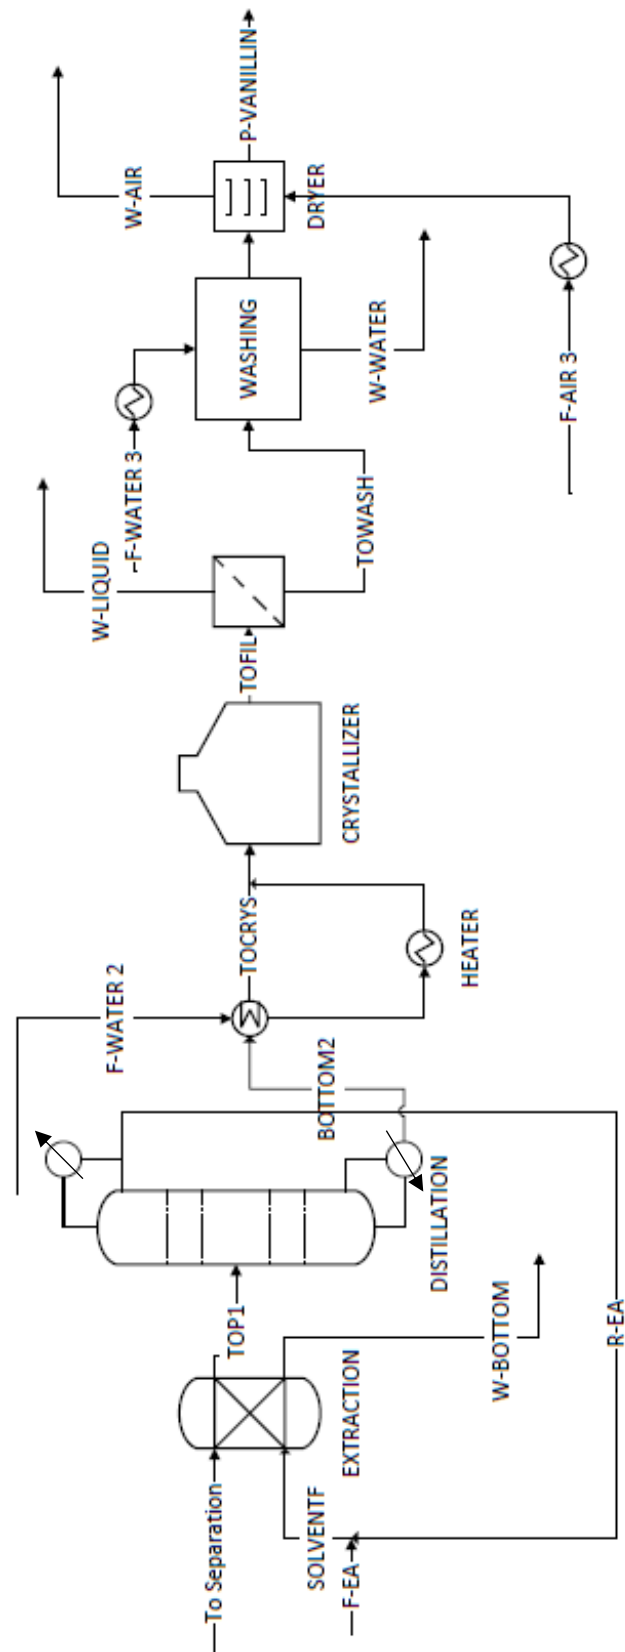 To Separation
F-EA
SOLVENTF
EXTRACTION
TOP1
W-BOTTOM
R-EA
DISTILLATION
BOTTOM2
F-WATER 2
TOCRYS
HEATER
CRYSTALLIZER
TOFIL
W-LIQUID
TOWASH
F-WATER 3
WASHING
W-WATER
F-AIR 3
DRYER
W-AIR
P-VANILLIN